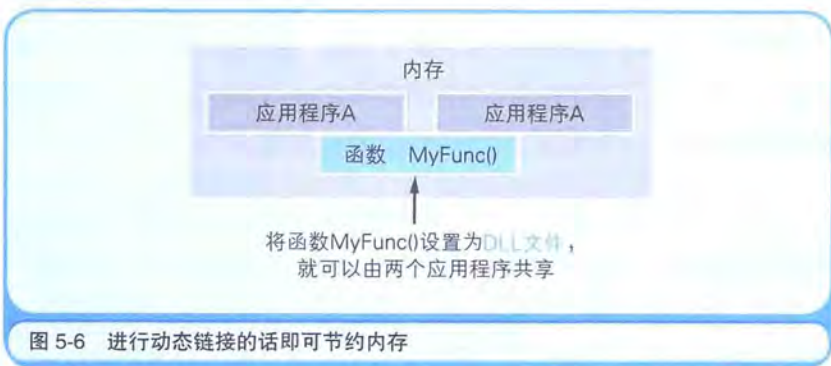 内存
应用程序A 应用程序A
函数 MyFunc()
将函数MyFunc()设置为DLL文件，
就可以由两个应用程序共享
图 5-6 进行动态链接的话即可节约内存